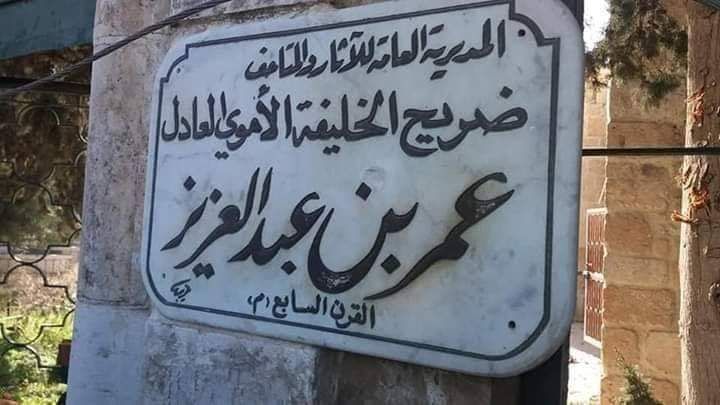 المديرية العامة للآثار والمتاحف
ضريح الخليفة الأموي العادل
عمر بن عبد العزيز
القرن السابع (م)